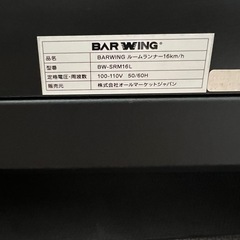 BARWING
品名 BARWING ルームランナー16km/h
型番 BW-SRM16L
定格電圧・周波数 100-110V 50/60H
販売元 株式会社オールマーケットジャパン